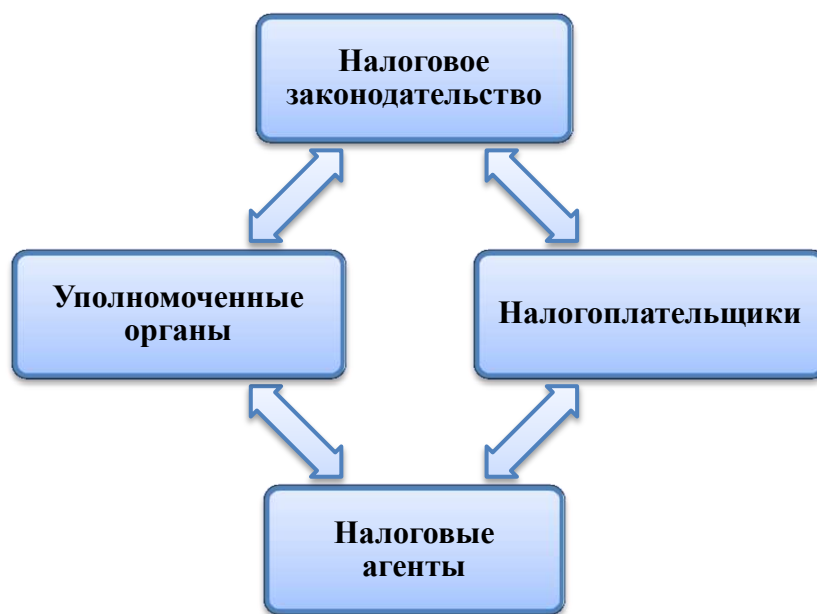 Налоговое
законодательство
Уполномоченные
органы
Налогоплательщики
Налоговые
агенты